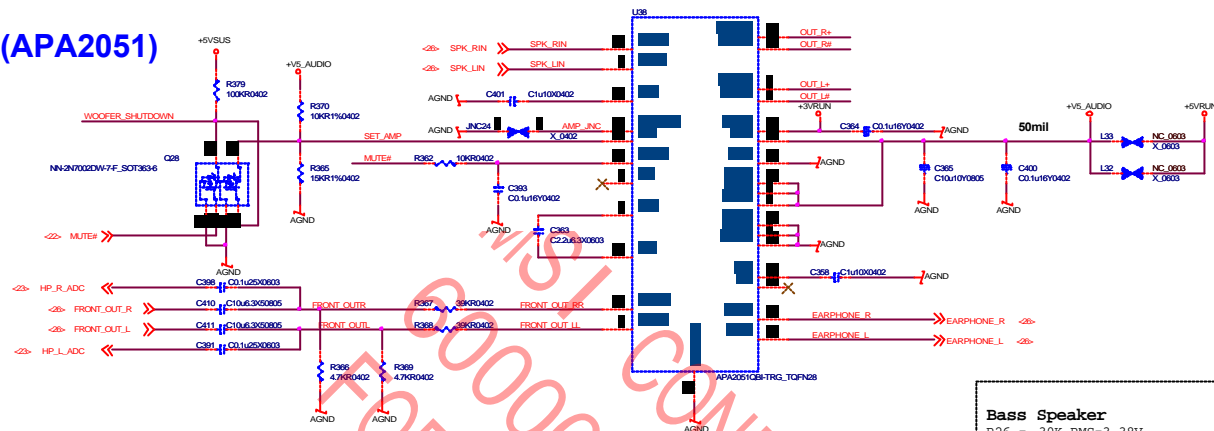 (APA2051)
U38
+5VSUS
R379
100KR0402
+V5_AUDIO
R370
10KR1%0402
WOOFER_SHUTDOWN
Q28
NN-2N7002DW-7-F_SOT363-6
R365
15KR1%0402
AGND
SET_AMP
<22> MUTE#
AGND
<26> SPK_RIN SPK_RIN
<26> SPK_LIN SPK_LIN
AGND C401 C1u10X0402
AGND JNC24 X_0402 AMP_JNC
MUTE# R362 10KR0402
C393
C0.1u16Y0402
AGND
C363
C2.2u6.3X0603
<23> HP_R_ADC C398 C0.1u25X0603
<26> FRONT_OUT_R C410 C10u6.3X50805 FRONT_OUTR R367 39KR0402 FRONT_OUT_RR
<26> FRONT_OUT_L C411 C10u6.3X50805 FRONT_OUTL R368 39KR0402 FRONT_OUT_LL
<23> HP_L_ADC C391 C0.1u25X0603
R366
4.7KR0402
AGND
R369
4.7KR0402
AGND
APA2051QBI-TRG_TQFN28
AGND
OUT_R+
OUT_R#
OUT_L+
OUT_L#
+3VRUN
C364 C0.1u16Y0402 AGND
AGND
AGND
C358 C1u10X0402 AGND
EARPHONE_R EARPHONE_R <26>
EARPHONE_L EARPHONE_L <26>
50mil
C365
C10u10Y0805
AGND
C400
C0.1u16Y0402
AGND
+V5_AUDIO
+5VRUN
L33 NC_0603
X_0603
L32 NC_0603
X_0603
MSI CON
6000
FOR
Bass Speaker